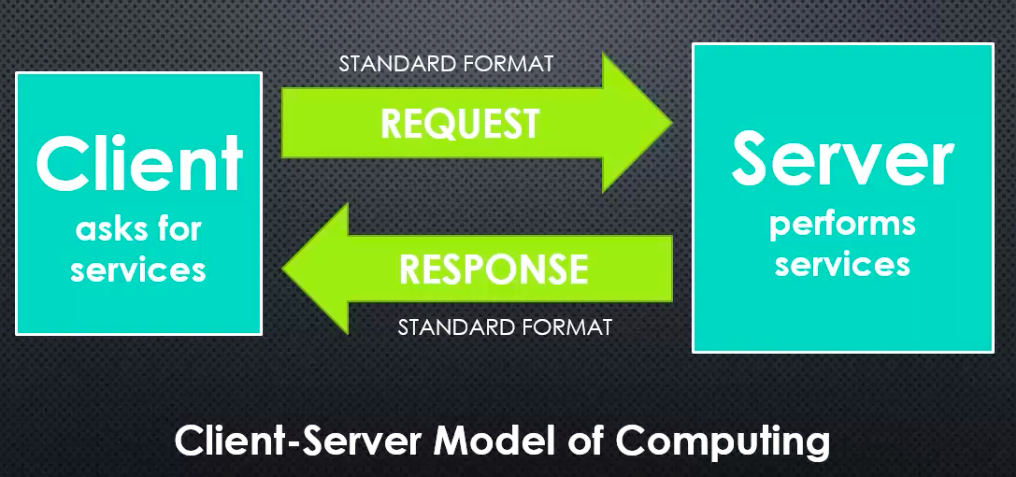 Client
asks for
services
STANDARD FORMAT
REQUEST
RESPONSE
STANDARD FORMAT
Server
performs
services
Client-Server Model of Computing